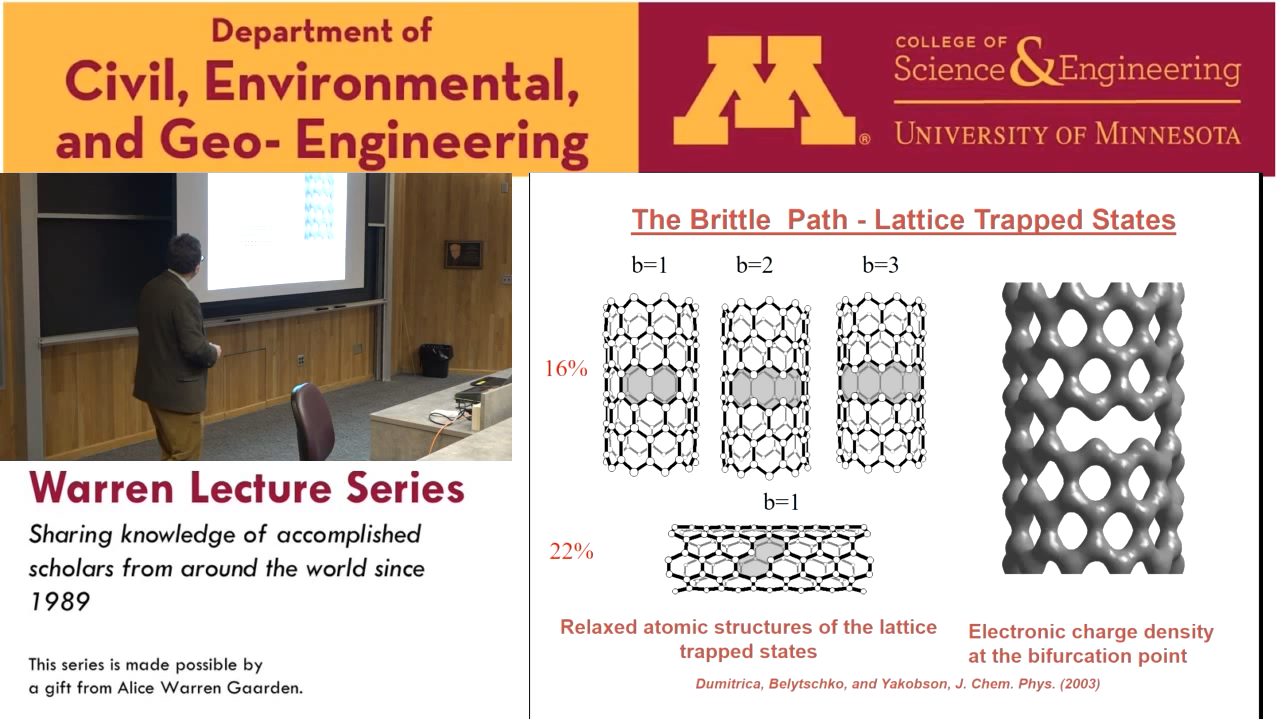 Department of
Civil, Environmental,
and Geo- Engineering
M
®
COLLEGE OF
Science & Engineering
UNIVERSITY OF MINNESOTA
The Brittle Path - Lattice Trapped States
b=1 b=2 b=3
16%
b=1
22%
Relaxed atomic structures of the lattice
trapped states
Electronic charge density
at the bifurcation point
Dumitrica, Belytschko, and Yakobson, J. Chem. Phys. (2003)
Warren Lecture Series
Sharing knowledge of accomplished
scholars from around the world since
1989
This series is made possible by
a gift from Alice Warren Gaarden.